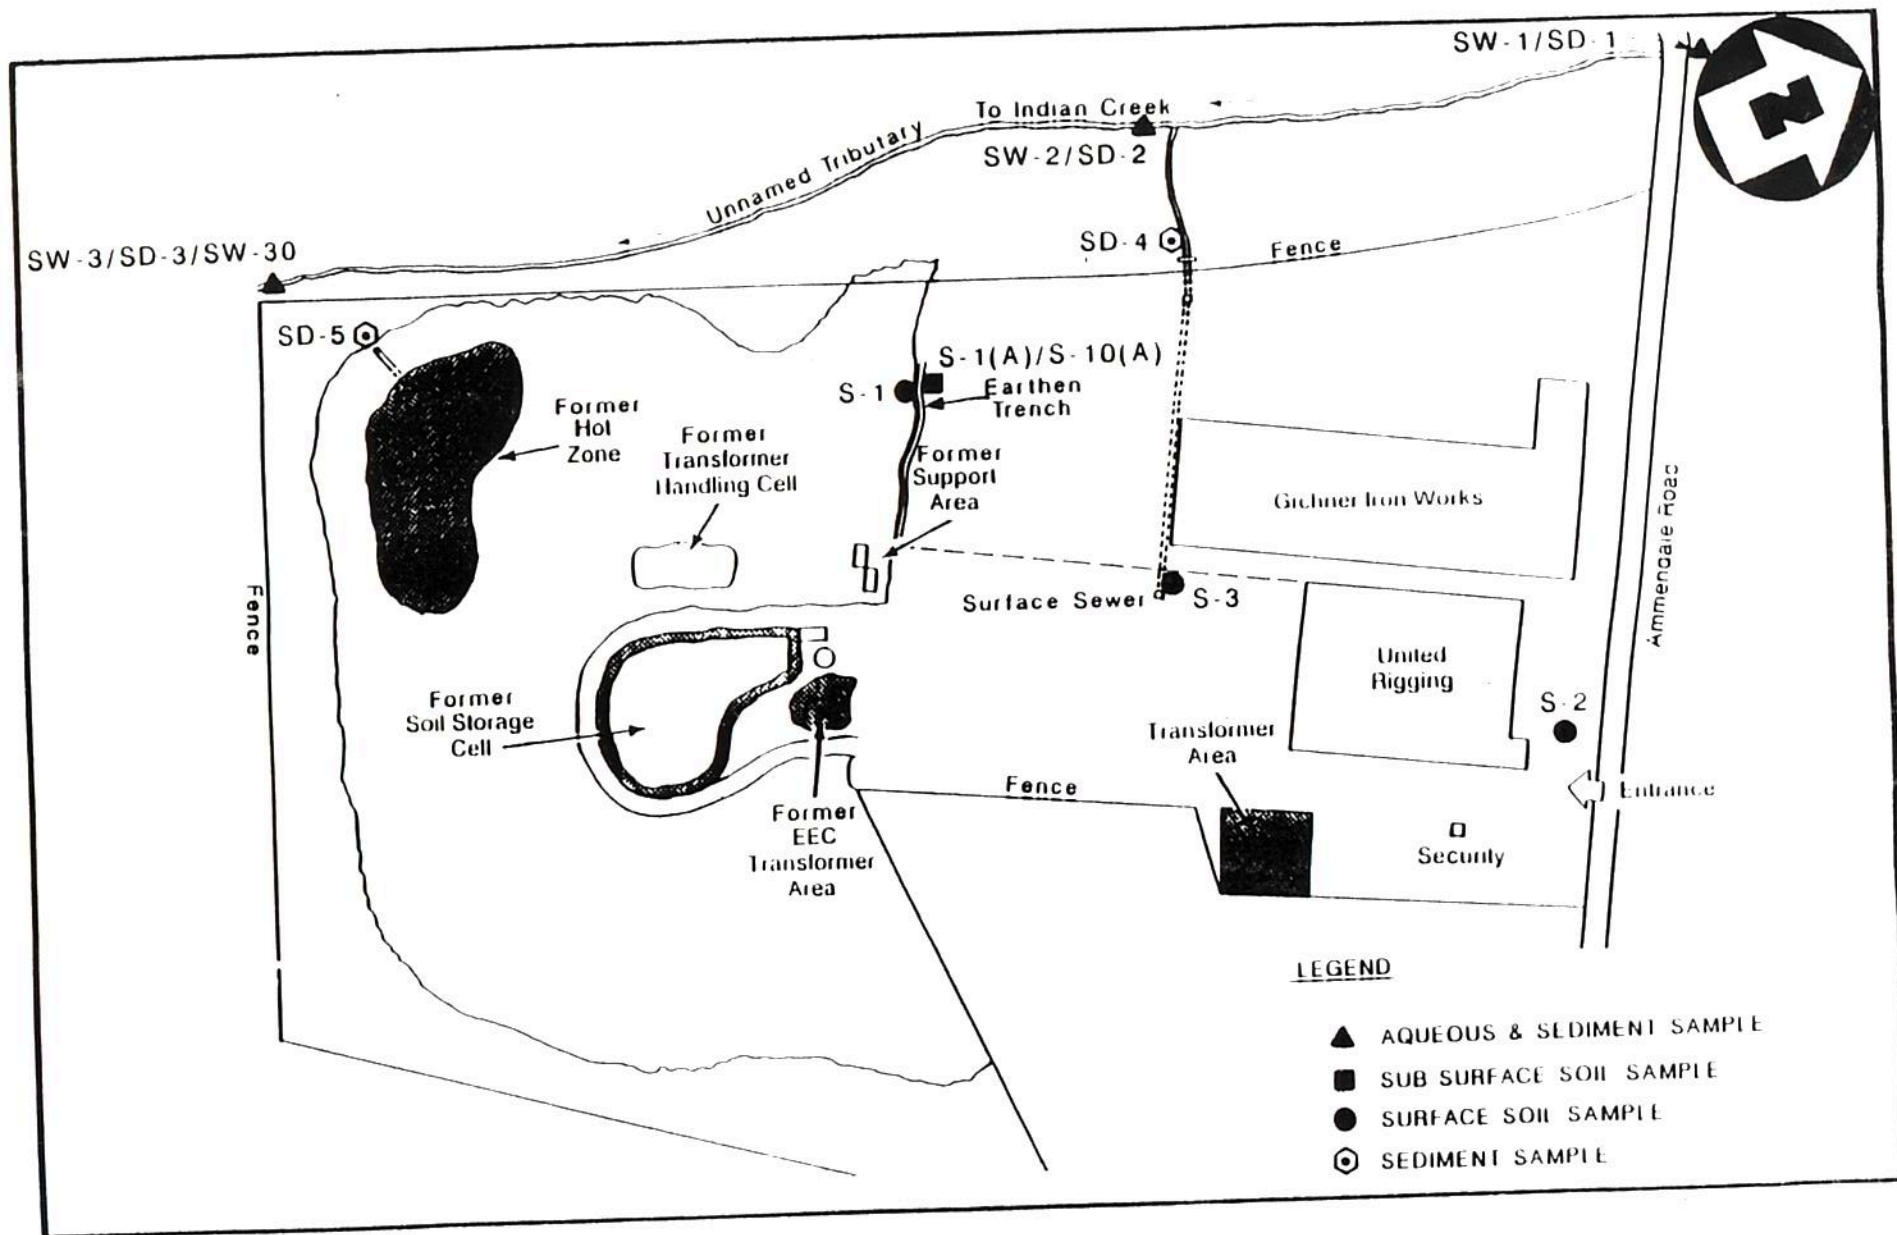 SW-1/SD-1
N
To Indian Creek
SW-2/SD-2
Unnamed Tributary
SW-3/SD-3/SW-30
SD-4
Fence
SD-5
S-1(A)/S-10(A)
S-1
Earthen
Trench
Former
Hot
Zone
Former
Transformer
Handling Cell
Former
Support
Area
Gichner Iron Works
Ammendale Road
Fence
Surface Sewer
S-3
United
Rigging
S-2
Former
Soil Storage
Cell
Transformer
Area
Fence
Entrance
Former
EEC
Transformer
Area
Security
LEGEND
AQUEOUS & SEDIMENT SAMPLE
SUB SURFACE SOIL SAMPLE
SURFACE SOIL SAMPLE
SEDIMENT SAMPLE